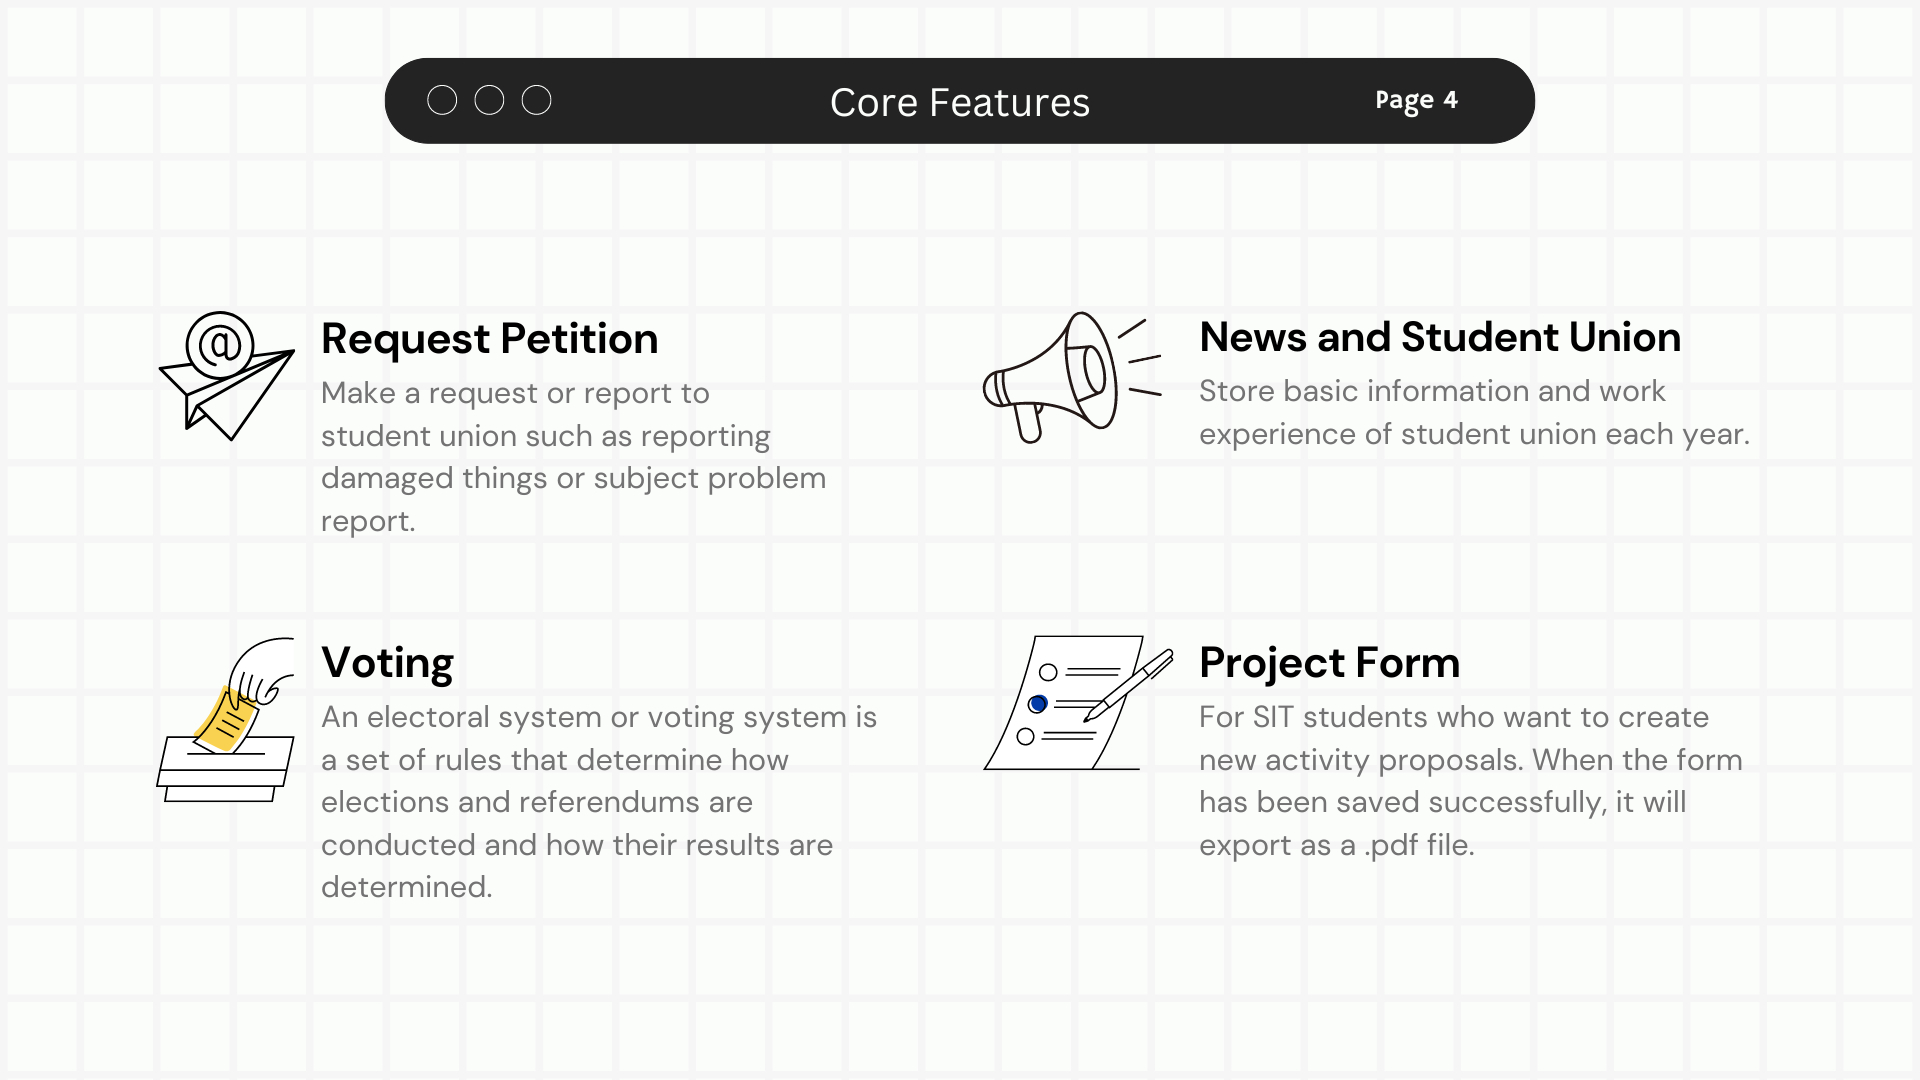 Core Features
Page 4
Request Petition
Make a request or report to
student union such as reporting
damaged things or subject problem
report.
News and Student Union
Store basic information and work
experience of student union each year.
Voting
An electoral system or voting system is
a set of rules that determine how
elections and referendums are
conducted and how their results are
determined.
Project Form
For SIT students who want to create
new activity proposals. When the form
has been saved successfully, it will
export as a .pdf file.